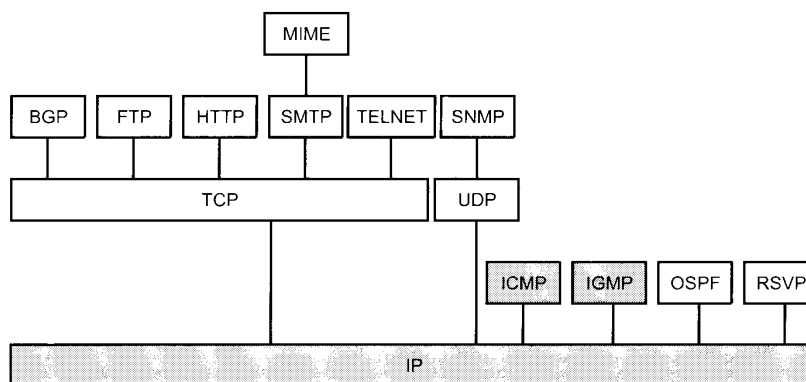 MIME
BGP FTP HTTP SMTP TELNET SNMP
TCP UDP
ICMP IGMP OSPF RSVP
IP